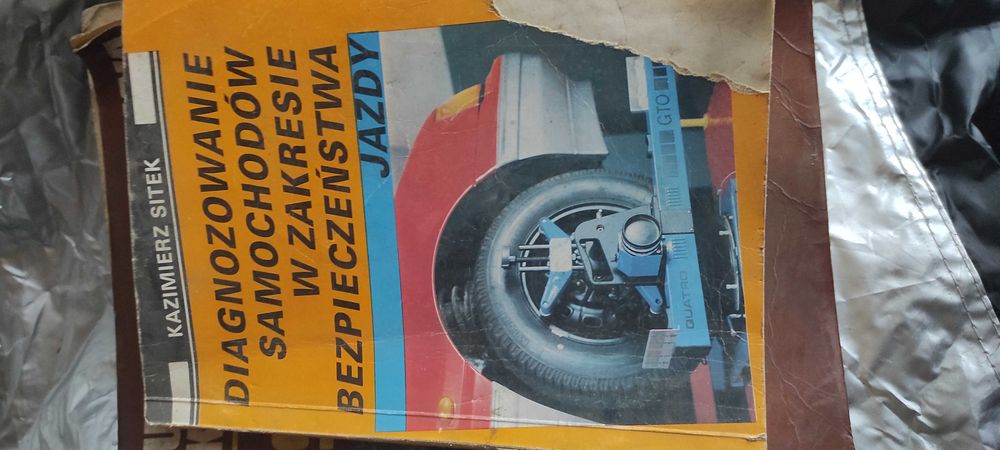 KAZIMIERZ SITEK
DIAGNOZOWANIE
SAMOCHODÓW
W ZAKRESIE
BEZPIECZEŃSTWA
JAZDY
GTO
QUATRO